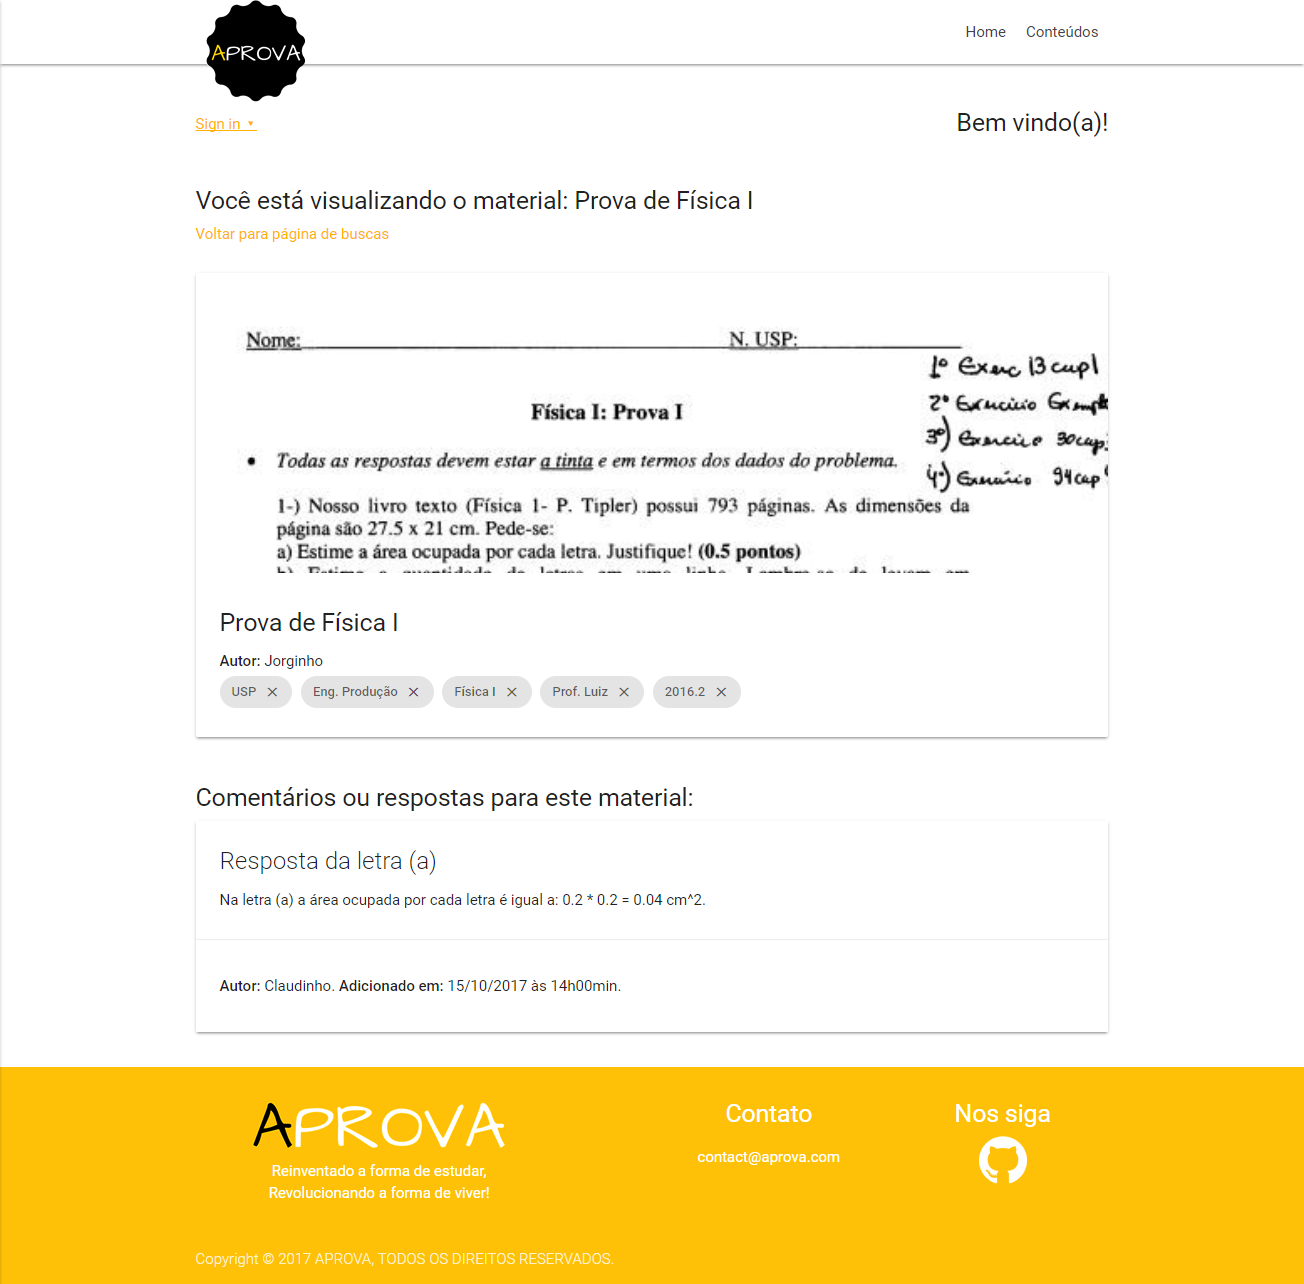 APROVA
Home Conteúdos
Sign in ▼
Bem vindo(a)!
Você está visualizando o material: Prova de Física I
Voltar para página de buscas
Nome: N. USP:
1º Exerc 13 cap1
2º Exercício Exemplo
Física I: Prova I
3º) Exercício 30 cap
• Todas as respostas devem estar a tinta e em termos dos dados do problema.
4º) Exercício 94 cap
1-) Nosso livro texto (Física 1- P. Tipler) possui 793 páginas. As dimensões da
página são 27.5 x 21 cm. Pede-se:
a) Estime a área ocupada por cada letra. Justifique! (0.5 pontos)
Prova de Física I
Autor: Jorginho
USP × Eng. Produção × Física I × Prof. Luiz × 2016.2 ×
Comentários ou respostas para este material:
Resposta da letra (a)
Na letra (a) a área ocupada por cada letra é igual a: 0.2 * 0.2 = 0.04 cm^2.
Autor: Claudinho. Adicionado em: 15/10/2017 às 14h00min.
APROVA
Reinventado a forma de estudar,
Revolucionando a forma de viver!
Contato
contact@aprova.com
Nos siga
Copyright © 2017 APROVA, TODOS OS DIREITOS RESERVADOS.